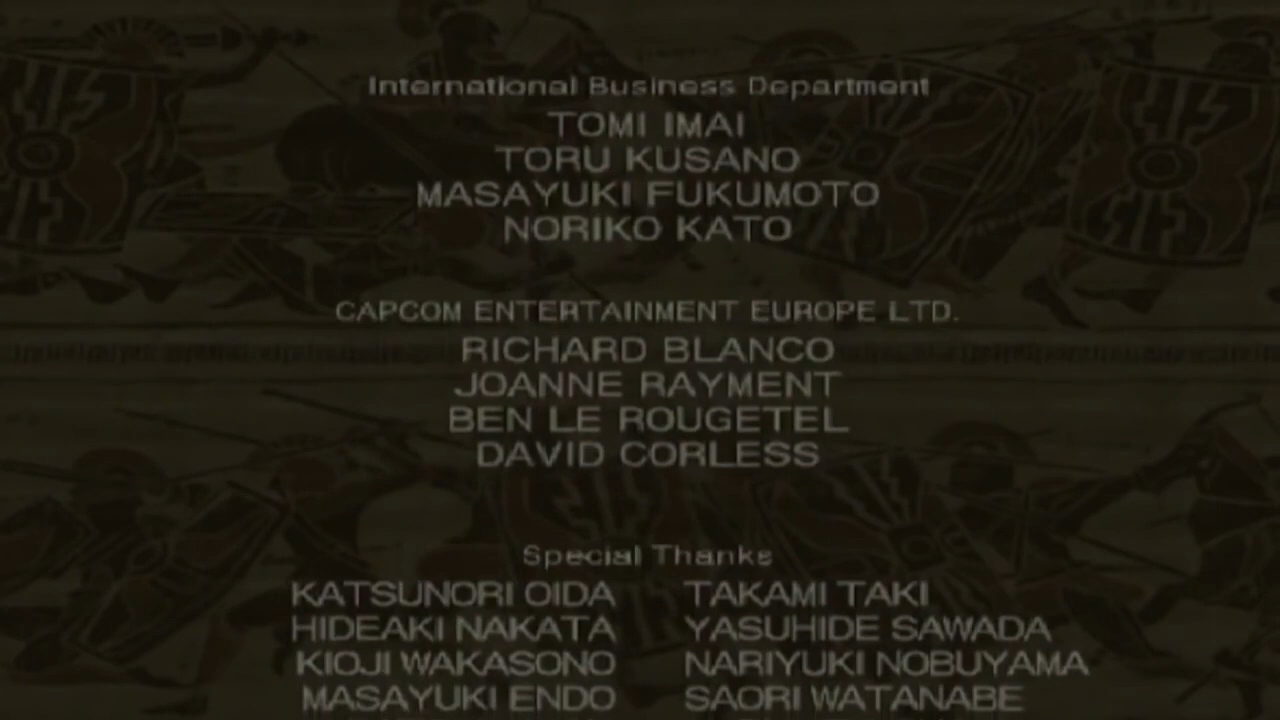 International Business Department
TOMI IMAI
TORU KUSANO
MASAYUKI FUKUMOTO
NORIKO KATO
CAPCOM ENTERTAINMENT EUROPE LTD.
RICHARD BLANCO
JOANNE RAYMENT
BEN LE ROUGETEL
DAVID CORLESS
Special Thanks
KATSUNORI OIDA TAKAMI TAKI
HIDEAKI NAKATA YASUHIDE SAWADA
KIOJI WAKASONO NARIYUKI NOBUYAMA
MASAYUKI ENDO SAORI WATANABE